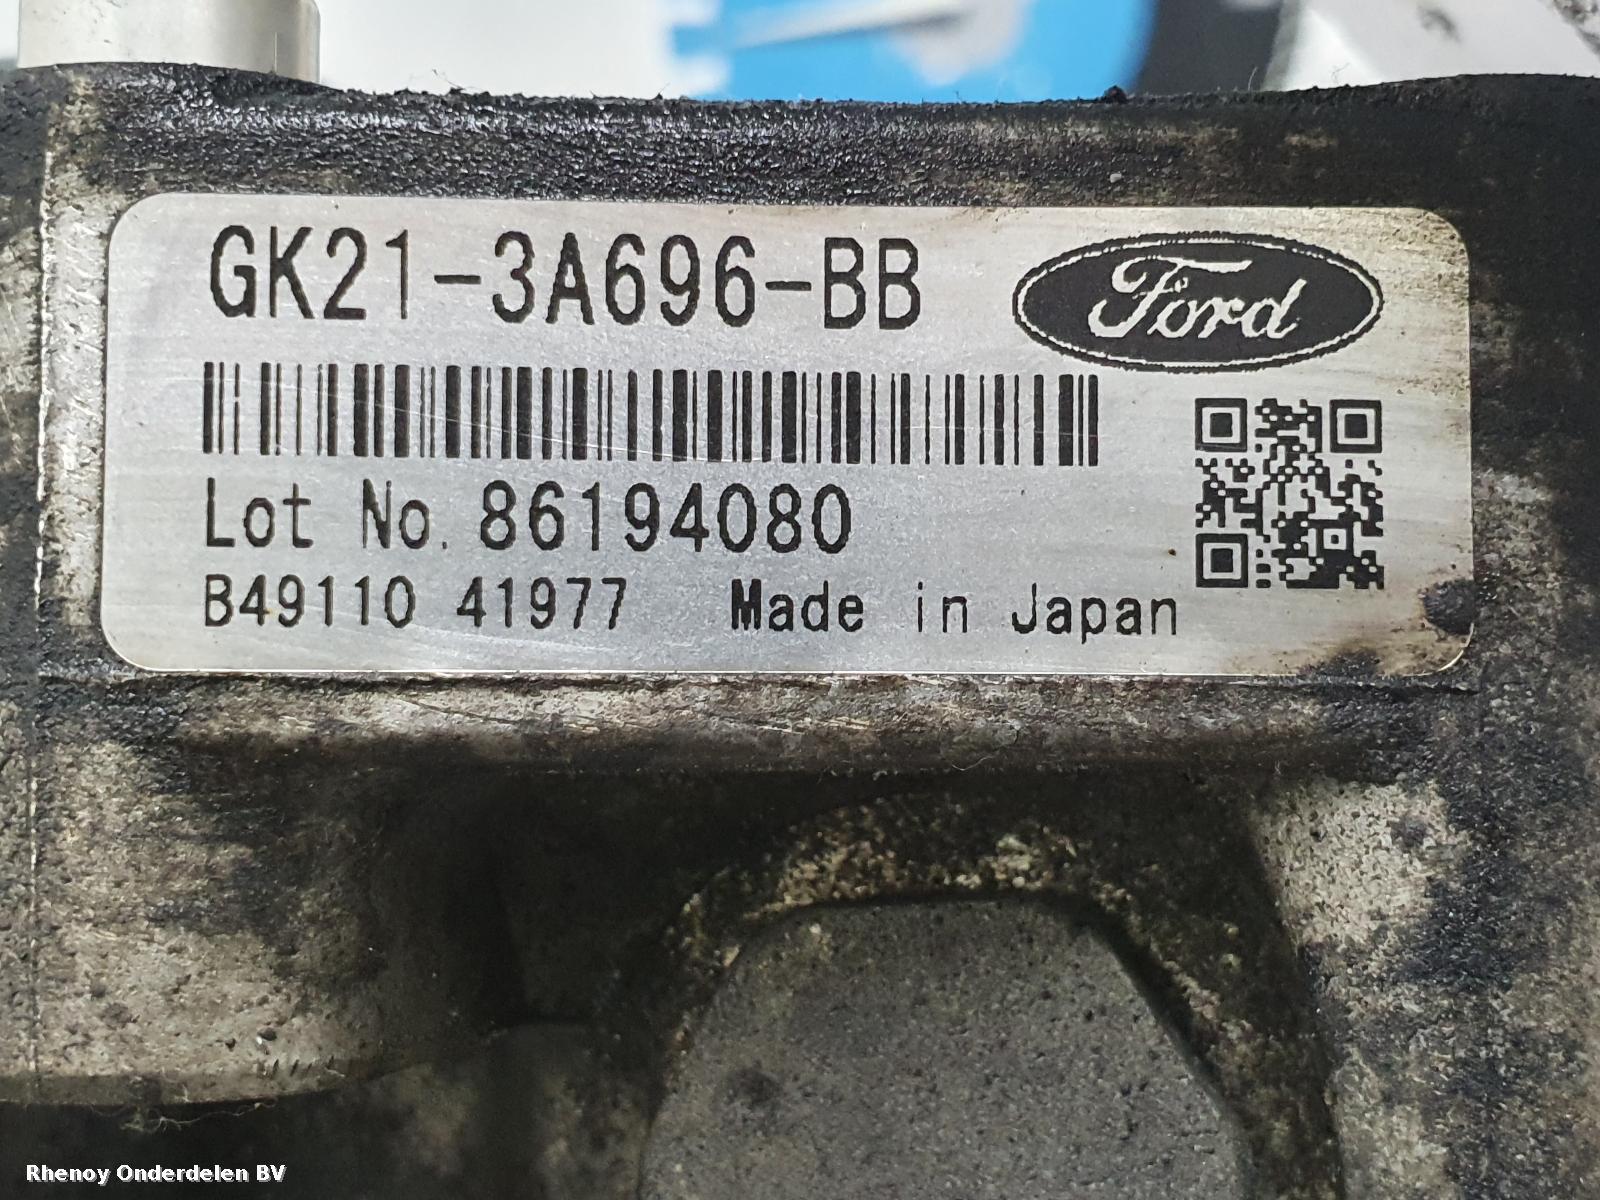 GK21-3A696-BB
Ford
Lot No. 86194080
B49110 41977 Made in Japan
Rhenoy Onderdelen BV